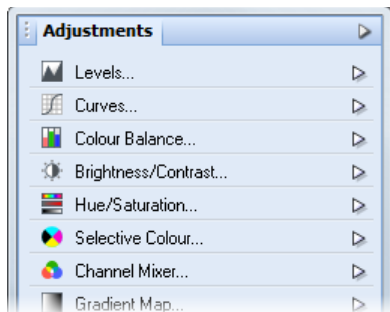 Adjustments
Levels...
Curves...
Colour Balance...
Brightness/Contrast...
Hue/Saturation...
Selective Colour...
Channel Mixer...
Gradient Map...